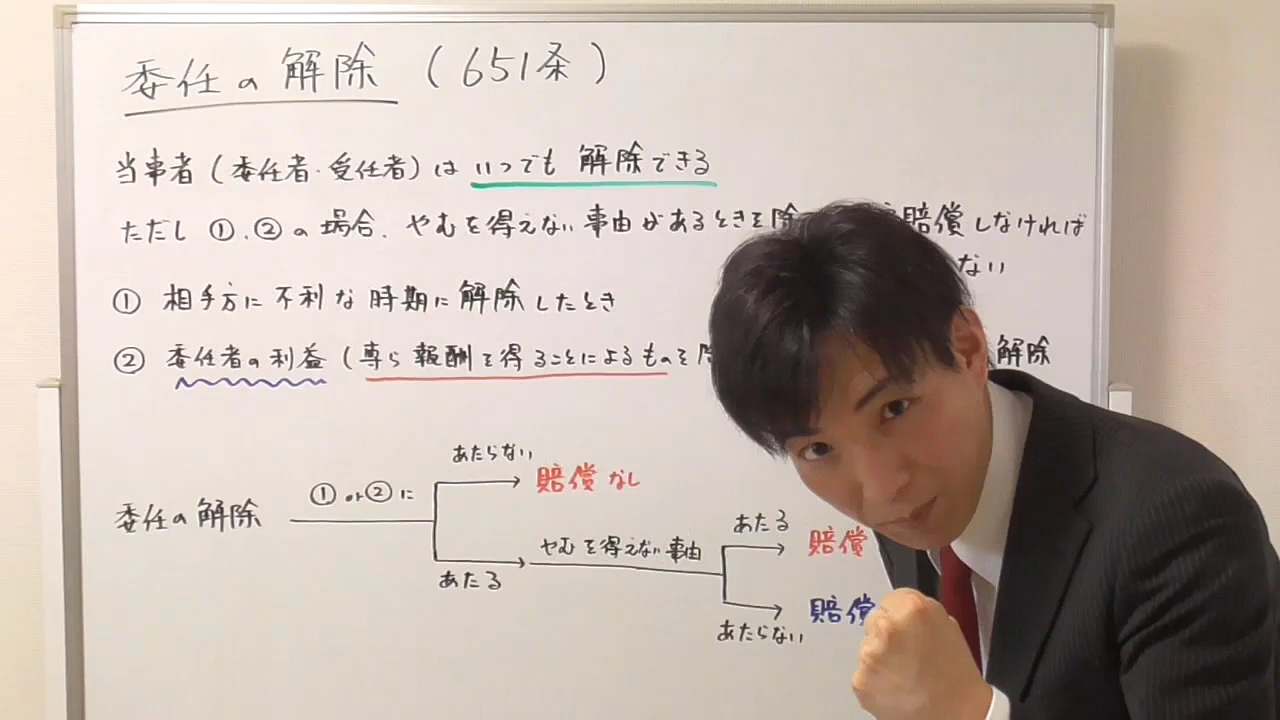 委任の解除（651条）
当事者（委任者・受任者）は いつでも 解除できる
ただし ①、②の場合、やむを得えない事由があるときを除 賠償しなければ
ない
① 相手方に不利な時期に解除したとき
② 委任者の利益（専ら報酬を得ることによるものを除 解除
あたらない
委任の解除 ①or②に 賠償なし
あたる やむを得えない事由 あたる 賠償
あたらない 賠償